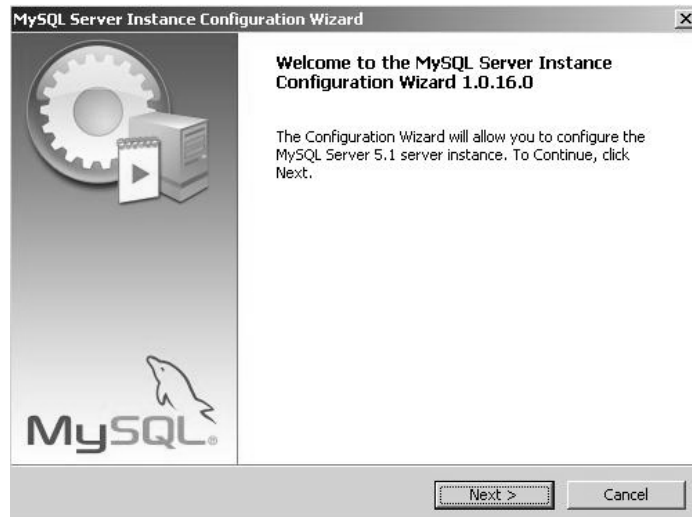 MySQL Server Instance Configuration Wizard
Welcome to the MySQL Server Instance
Configuration Wizard 1.0.16.0
The Configuration Wizard will allow you to configure the
MySQL Server 5.1 server instance. To Continue, click
Next.
MySQL®
Next >
Cancel